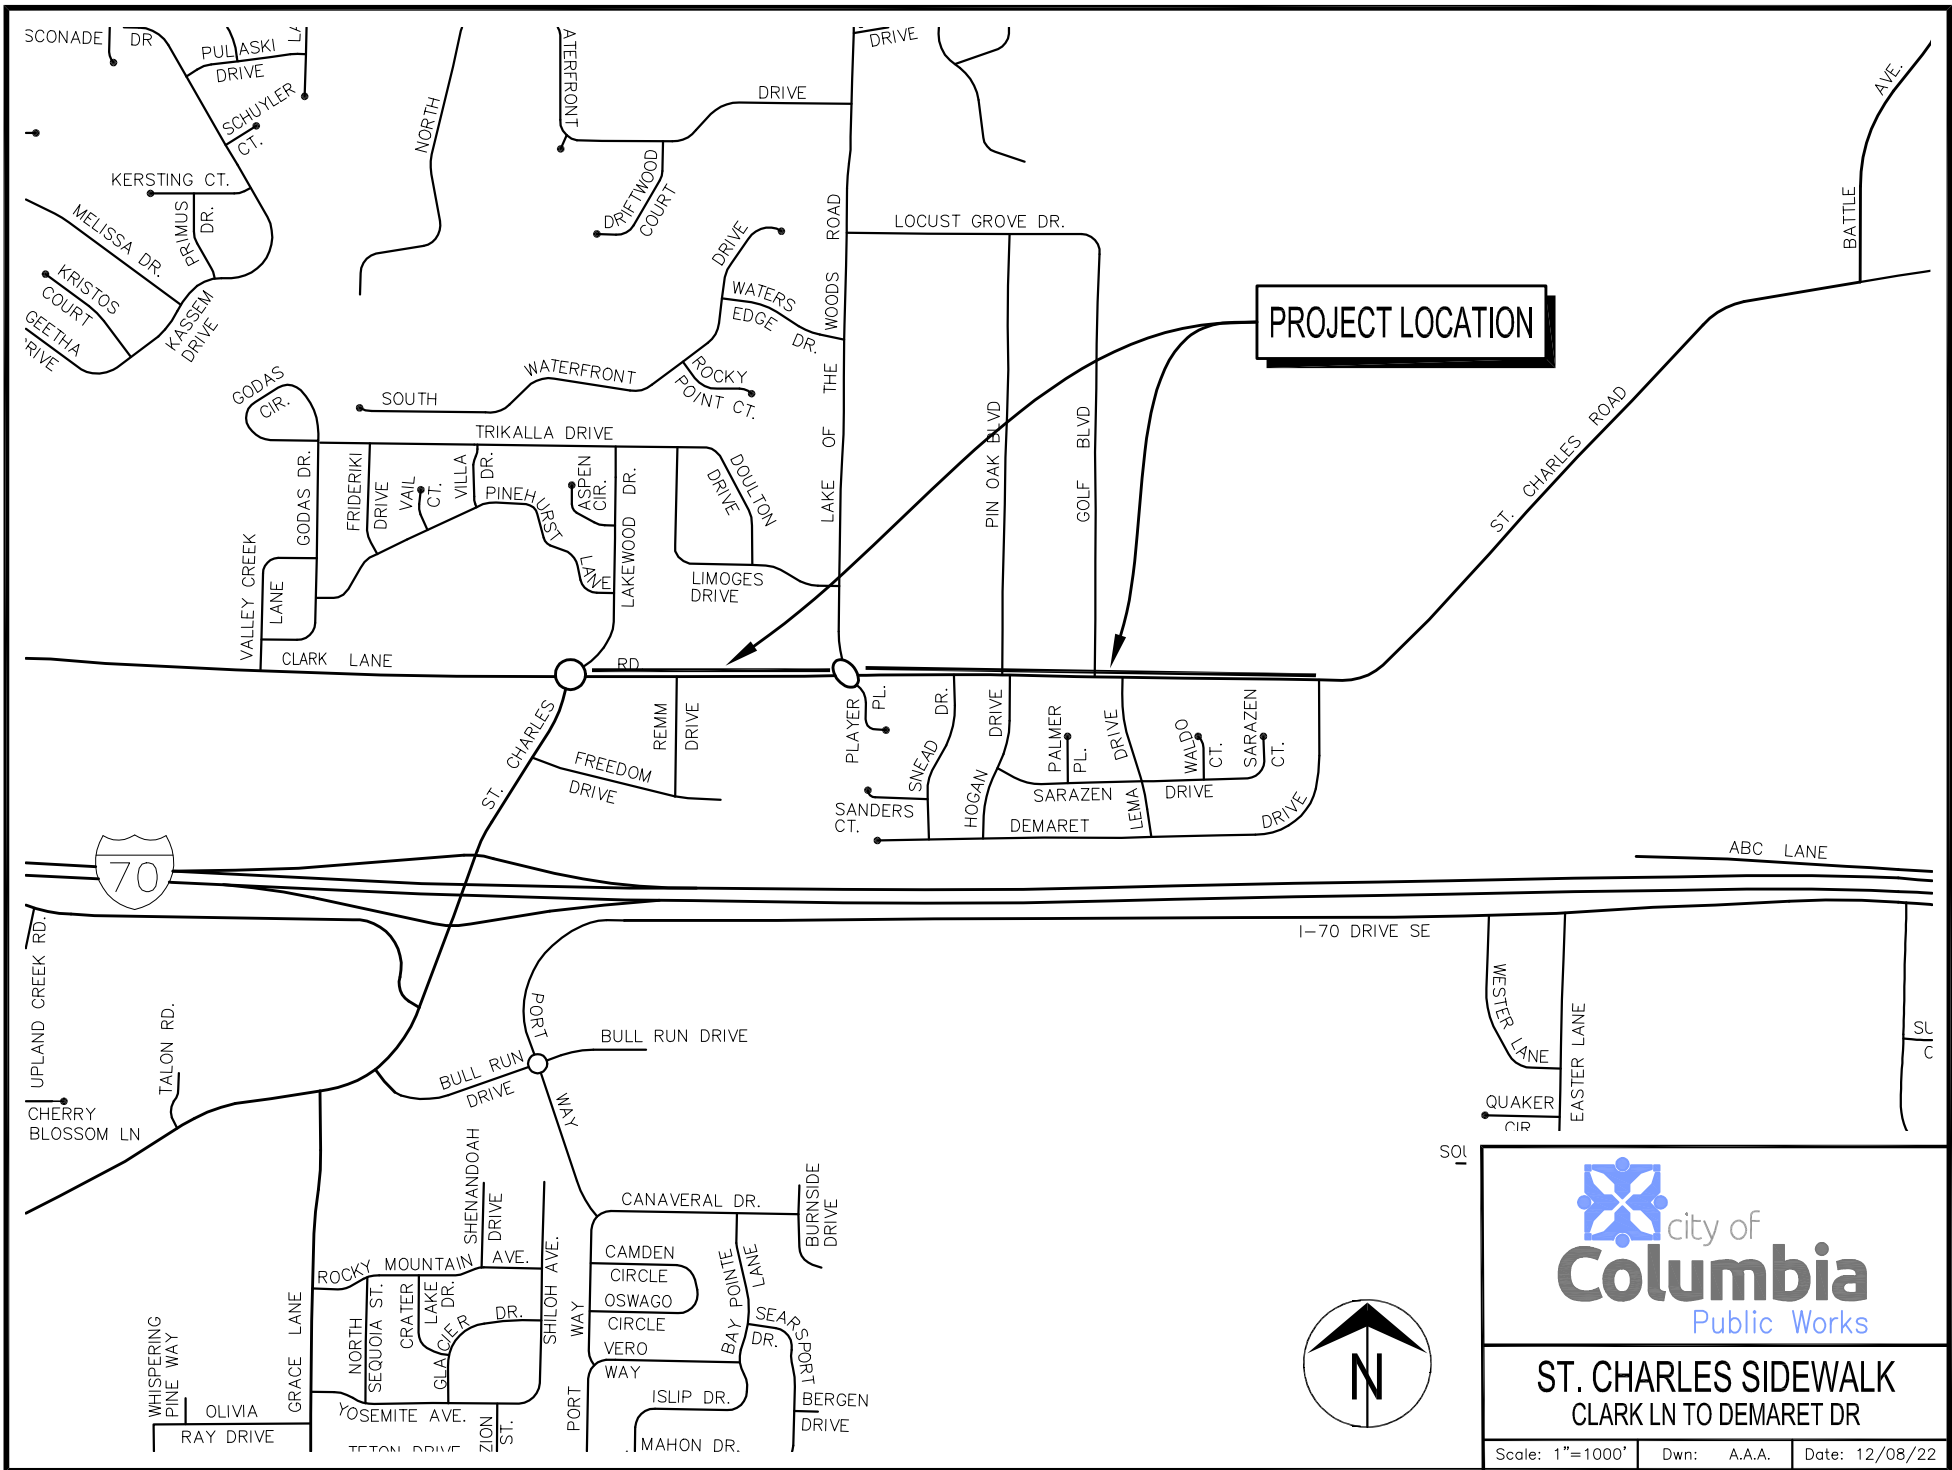 SCONADE DR
PULASKI
DRIVE
SCHUYLER
CT.
KERSTING CT.
PRIMUS
DR.
MELISSA DR.
KRISTOS
COURT
GEETHA
KASSEM
DRIVE
NORTH
ATERFRONT
DRIVE
DRIFTWOOD
COURT
DRIVE
LAKE OF THE WOODS ROAD
LOCUST GROVE DR.
BATTLE AVE.
DRIVE
WATERS
EDGE DR.
ROCKY
POINT CT.
SOUTH WATERFRONT
PROJECT LOCATION
GODAS
CIR.
TRIKALLA DRIVE
GODAS DR.
FRIDERIKI
DRIVE
VAIL
CT.
VILLA
DR.
PINEHURST LANE
ASPEN
CIR.
LAKEWOOD DR.
DOULTON
DRIVE
LIMOGES
DRIVE
PIN OAK BLVD
GOLF BLVD
ST. CHARLES ROAD
VALLEY CREEK
LANE
CLARK LANE
RD
ST. CHARLES
FREEDOM
DRIVE
REMM
DRIVE
PLAYER
PL.
SNEAD DR.
HOGAN DRIVE
PALMER
PL.
LEMA DRIVE
WALDO
CT.
SARAZEN
CT.
SARAZEN DRIVE
SANDERS
CT.
DEMARET DRIVE
70
ABC LANE
I-70 DRIVE SE
UPLAND CREEK RD.
TALON RD.
CHERRY
BLOSSOM LN
PORT WAY
BULL RUN DRIVE
BULL RUN
DRIVE
WESTER LANE
EASTER LANE
QUAKER
CIR
SHENANDOAH
DRIVE
CANAVERAL DR.
BURNSIDE
DRIVE
ROCKY MOUNTAIN AVE.
NORTH
SEQUOIA ST.
CRATER
LAKE DR.
GLACIER DR.
SHILOH AVE.
PORT WAY
CAMDEN
CIRCLE
OSWAGO
CIRCLE
VERO
WAY
BAY POINTE LANE
SEARSPORT
DR.
ISLIP DR.
BERGEN
DRIVE
MAHON DR.
GRACE LANE
WHISPERING
PINE WAY
OLIVIA
RAY DRIVE
YOSEMITE AVE.
TETON DRIVE
ZION
ST.
N
city of
Columbia
Public Works
ST. CHARLES SIDEWALK
CLARK LN TO DEMARET DR
Scale: 1"=1000' Dwn: A.A.A. Date: 12/08/22